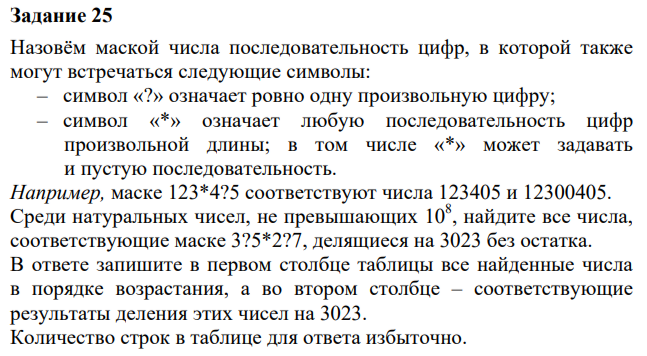 Задание 25
Назовём маской числа последовательность цифр, в которой также
могут встречаться следующие символы:
– символ «?» означает ровно одну произвольную цифру;
– символ «*» означает любую последовательность цифр
произвольной длины; в том числе «*» может задавать
и пустую последовательность.
Например, маске 123*4?5 соответствуют числа 123405 и 12300405.
Среди натуральных чисел, не превышающих 10⁸, найдите все числа,
соответствующие маске 3?5*2?7, делящиеся на 3023 без остатка.
В ответе запишите в первом столбце таблицы все найденные числа
в порядке возрастания, а во втором столбце – соответствующие
результаты деления этих чисел на 3023.
Количество строк в таблице для ответа избыточно.